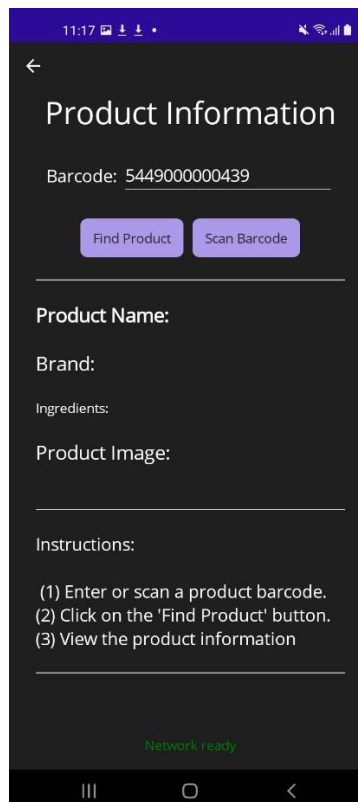 11:17
Product Information
Barcode: 5449000000439
Find Product Scan Barcode
Product Name:
Brand:
Ingredients:
Product Image:
Instructions:
(1) Enter or scan a product barcode.
(2) Click on the 'Find Product' button.
(3) View the product information
Network ready